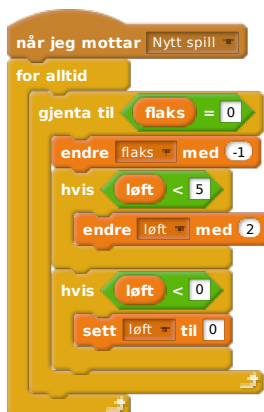 når jeg mottar Nytt spill
for alltid
gjenta til flaks = 0
endre flaks med -1
hvis løft < 5
endre løft med 2
hvis løft < 0
sett løft til 0